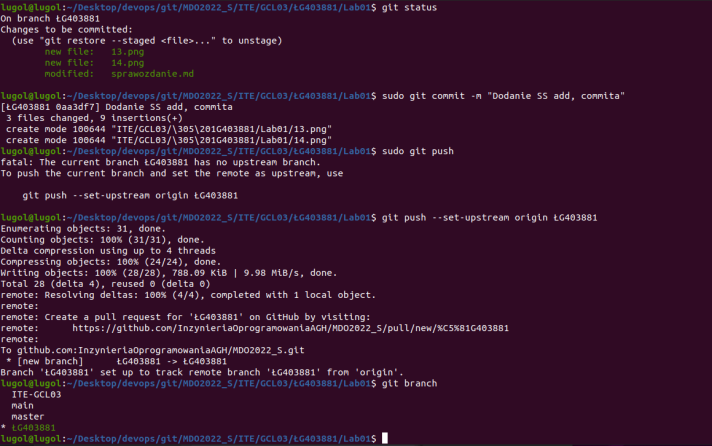 lugol@lugol:~/Desktop/devops/git/MDO2022_S/ITE/GCL03/ŁG403881/Lab01$ git status
On branch ŁG403881
Changes to be committed:
  (use "git restore --staged <file>..." to unstage)
        new file:   13.png
        new file:   14.png
        modified:   sprawozdanie.md

lugol@lugol:~/Desktop/devops/git/MDO2022_S/ITE/GCL03/ŁG403881/Lab01$ sudo git commit -m "Dodanie SS add, commita"
[ŁG403881 0aa3df7] Dodanie SS add, commita
 3 files changed, 9 insertions(+)
 create mode 100644 "ITE/GCL03/\305\201G403881/Lab01/13.png"
 create mode 100644 "ITE/GCL03/\305\201G403881/Lab01/14.png"
lugol@lugol:~/Desktop/devops/git/MDO2022_S/ITE/GCL03/ŁG403881/Lab01$ sudo git push
fatal: The current branch ŁG403881 has no upstream branch.
To push the current branch and set the remote as upstream, use

    git push --set-upstream origin ŁG403881

lugol@lugol:~/Desktop/devops/git/MDO2022_S/ITE/GCL03/ŁG403881/Lab01$ git push --set-upstream origin ŁG403881
Enumerating objects: 31, done.
Counting objects: 100% (31/31), done.
Delta compression using up to 4 threads
Compressing objects: 100% (24/24), done.
Writing objects: 100% (28/28), 788.09 KiB | 9.98 MiB/s, done.
Total 28 (delta 4), reused 0 (delta 0)
remote: Resolving deltas: 100% (4/4), completed with 1 local object.
remote:
remote: Create a pull request for 'ŁG403881' on GitHub by visiting:
remote:      https://github.com/InzynieriaOprogramowaniaAGH/MDO2022_S/pull/new/%C5%81G403881
remote:
To github.com:InzynieriaOprogramowaniaAGH/MDO2022_S.git
 * [new branch]      ŁG403881 -> ŁG403881
Branch 'ŁG403881' set up to track remote branch 'ŁG403881' from 'origin'.
lugol@lugol:~/Desktop/devops/git/MDO2022_S/ITE/GCL03/ŁG403881/Lab01$ git branch
  ITE-GCL03
  main
  master
* ŁG403881
lugol@lugol:~/Desktop/devops/git/MDO2022_S/ITE/GCL03/ŁG403881/Lab01$